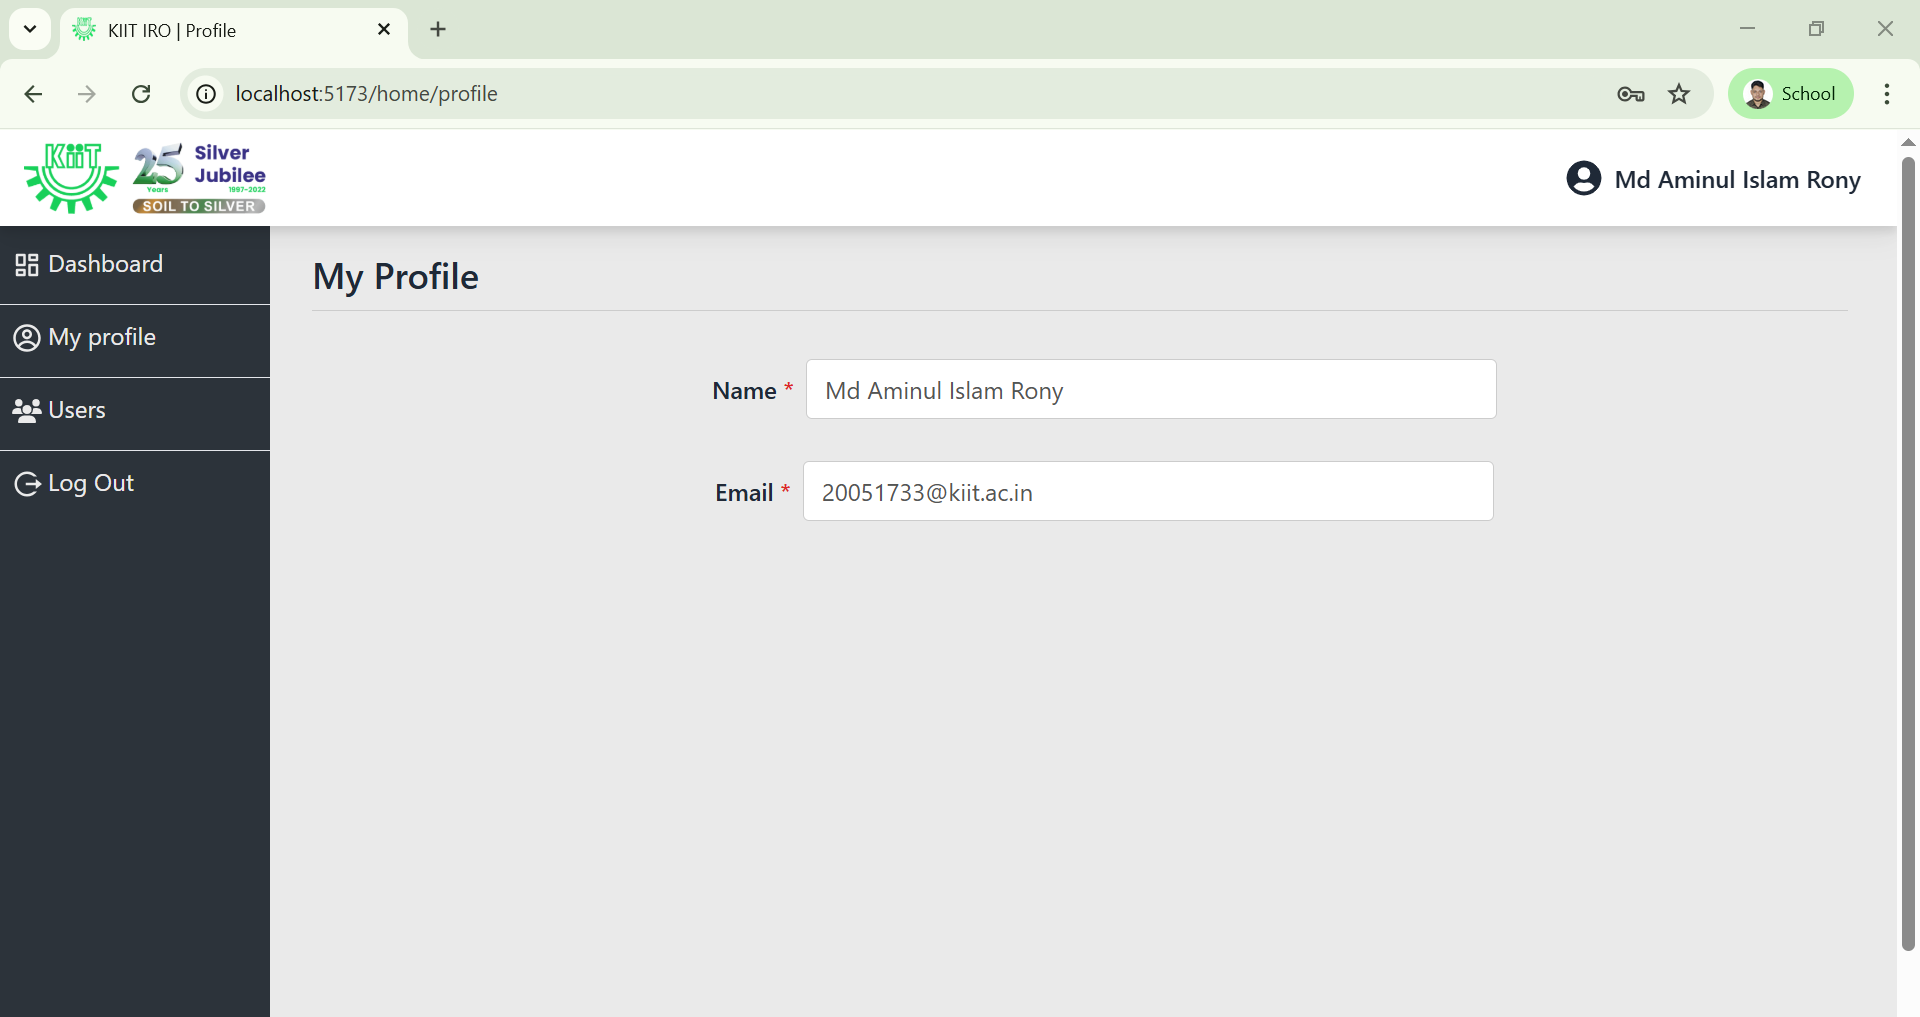 KIIT IRO | Profile
localhost:5173/home/profile
School
KiiT
25 Years
Silver Jubilee
1997-2022
SOIL TO SILVER
Md Aminul Islam Rony
Dashboard
My profile
Users
Log Out
My Profile
Name * Md Aminul Islam Rony
Email * 20051733@kiit.ac.in